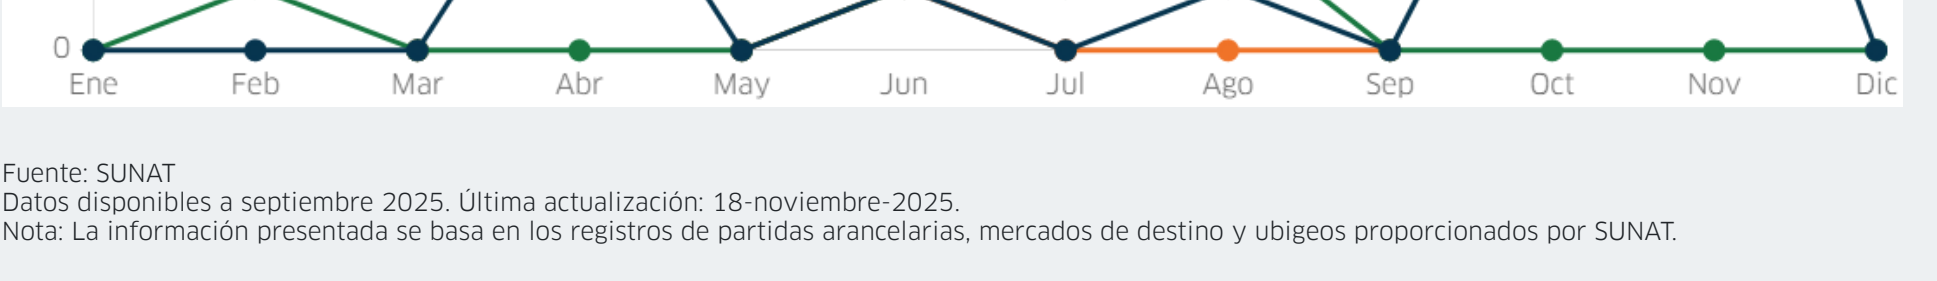 0
Ene Feb Mar Abr May Jun Jul Ago Sep Oct Nov Dic
Fuente: SUNAT
Datos disponibles a septiembre 2025. Última actualización: 18-noviembre-2025.
Nota: La información presentada se basa en los registros de partidas arancelarias, mercados de destino y ubigeos proporcionados por SUNAT.